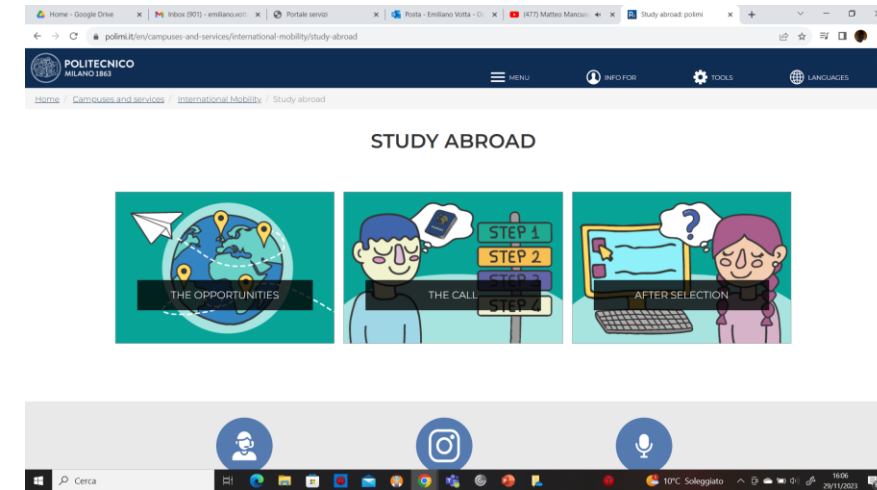 Home - Google Drive
Inbox (901) - emiliano.vott
Portale servizi
Posta - Emiliano Votta - O
(477) Matteo Mancuso
Study abroad: polimi
polimi.it/en/campuses-and-services/international-mobility/study-abroad
POLITECNICO
MILANO 1863
MENU
INFO FOR
TOOLS
LANGUAGES
Home / Campuses and services / International Mobility / Study abroad
STUDY ABROAD
STEP 1
STEP 2
STEP 3
STEP 4
THE OPPORTUNITIES
THE CALL
AFTER SELECTION
Cerca
10°C Soleggiato
16:06
29/11/2023